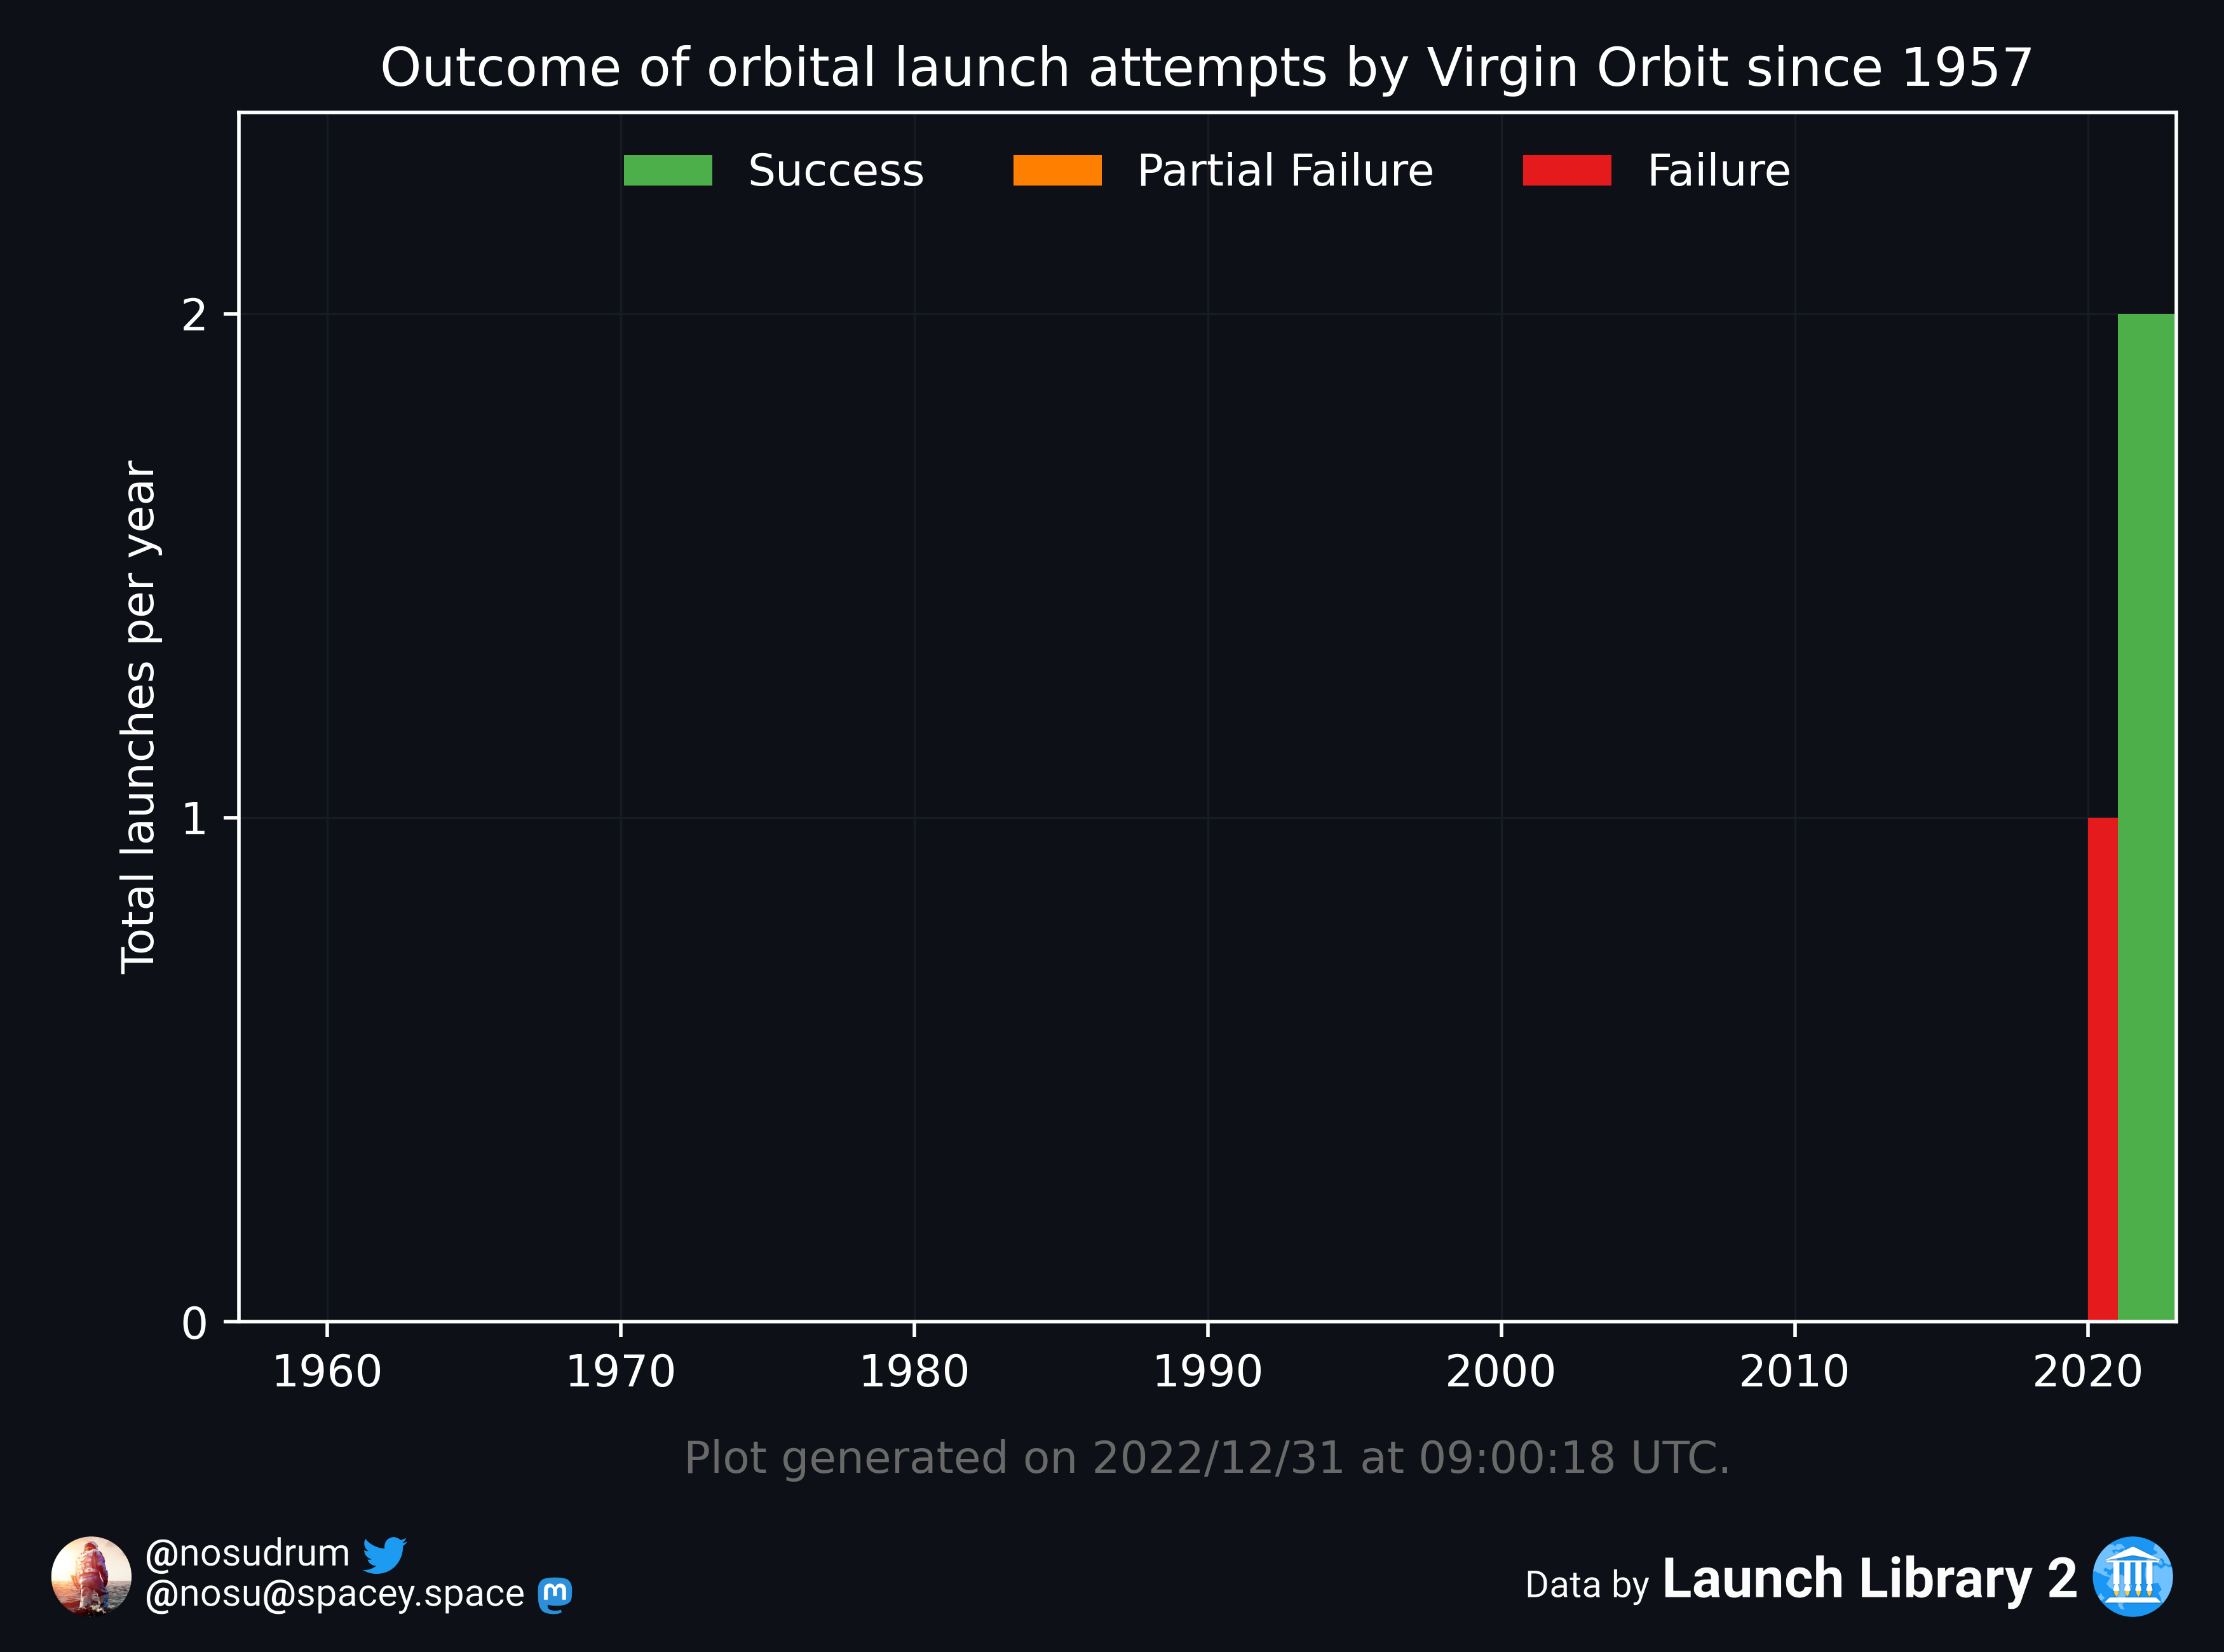 Outcome of orbital launch attempts by Virgin Orbit since 1957
Success Partial Failure Failure
Total launches per year
2
1
0
1960 1970 1980 1990 2000 2010 2020
Plot generated on 2022/12/31 at 09:00:18 UTC.
@nosudrum
@nosu@spacey.space
Data by Launch Library 2